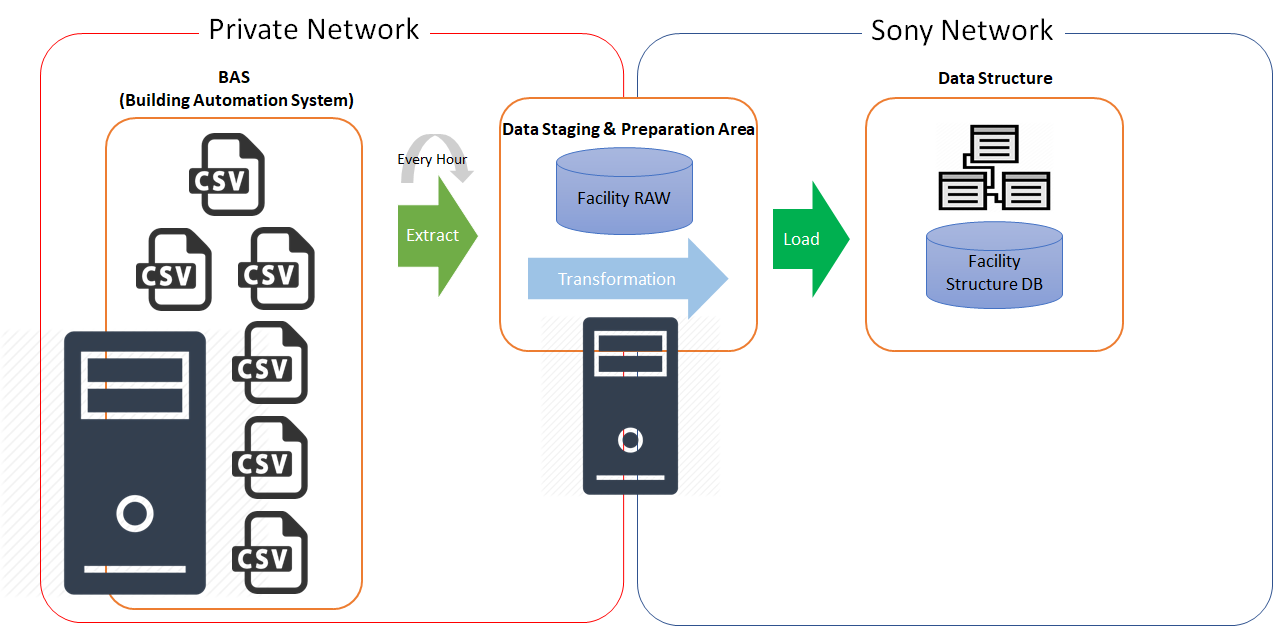 Private Network
Sony Network
BAS
(Building Automation System)
Data Structure
CSV
CSV
CSV
CSV
CSV
CSV
Every Hour
Extract
Data Staging & Preparation Area
Facility RAW
Transformation
Load
Facility
Structure DB